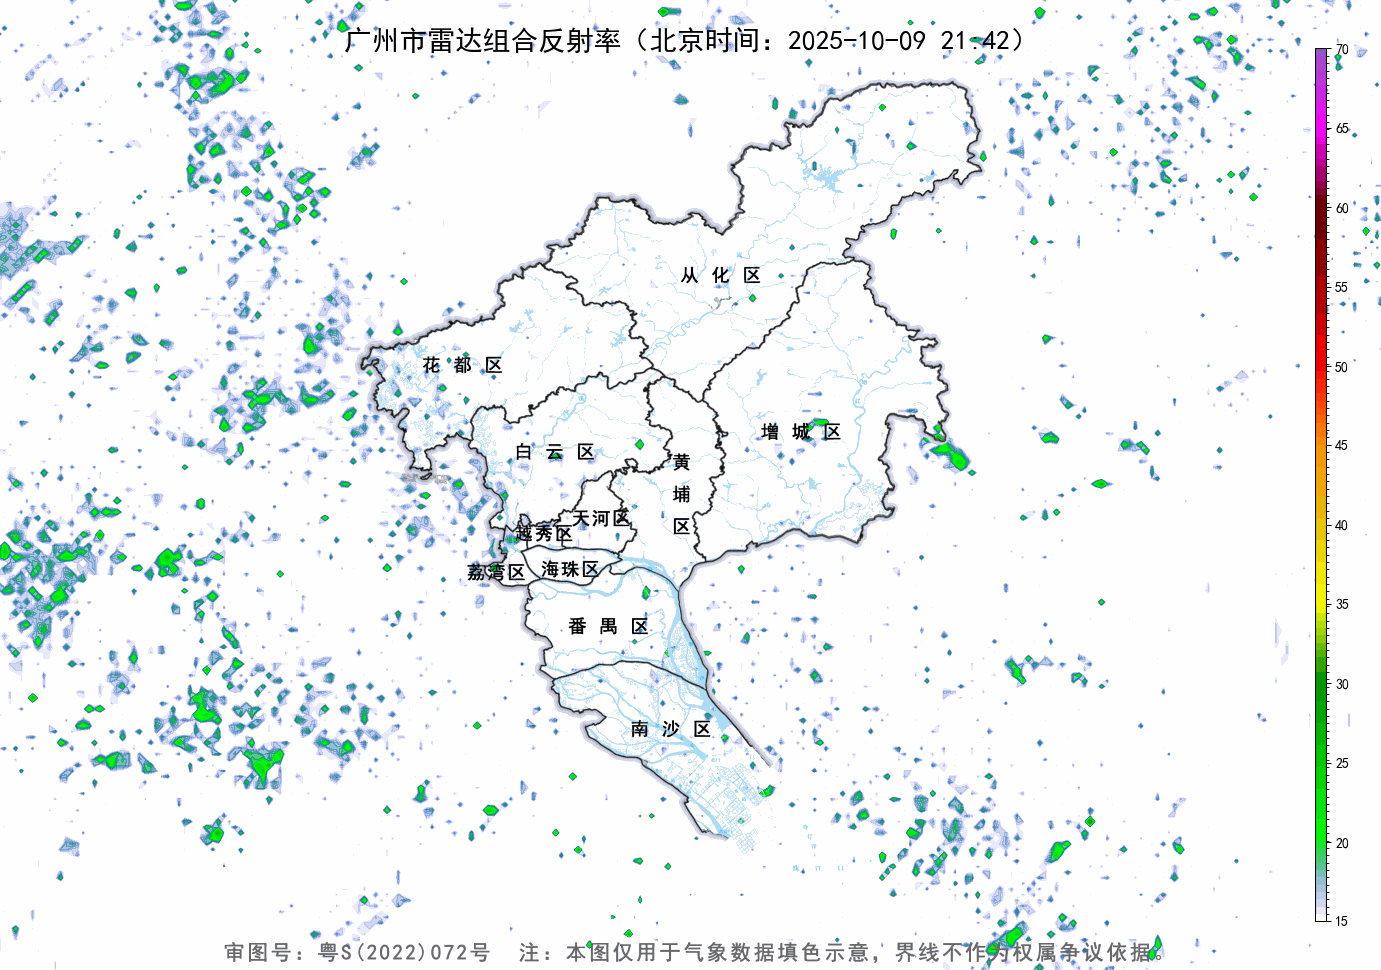 广州市雷达组合反射率（北京时间：2025-10-09 21:42）
70
65
60
55
50
45
40
35
30
25
20
15
从化区
花都区
增城区
白云区
黄埔区
天河区
越秀区
荔湾区
海珠区
番禺区
南沙区
审图号：粤S(2022)072号 注：本图仅用于气象数据填色示意，界线不作为权属争议依据。